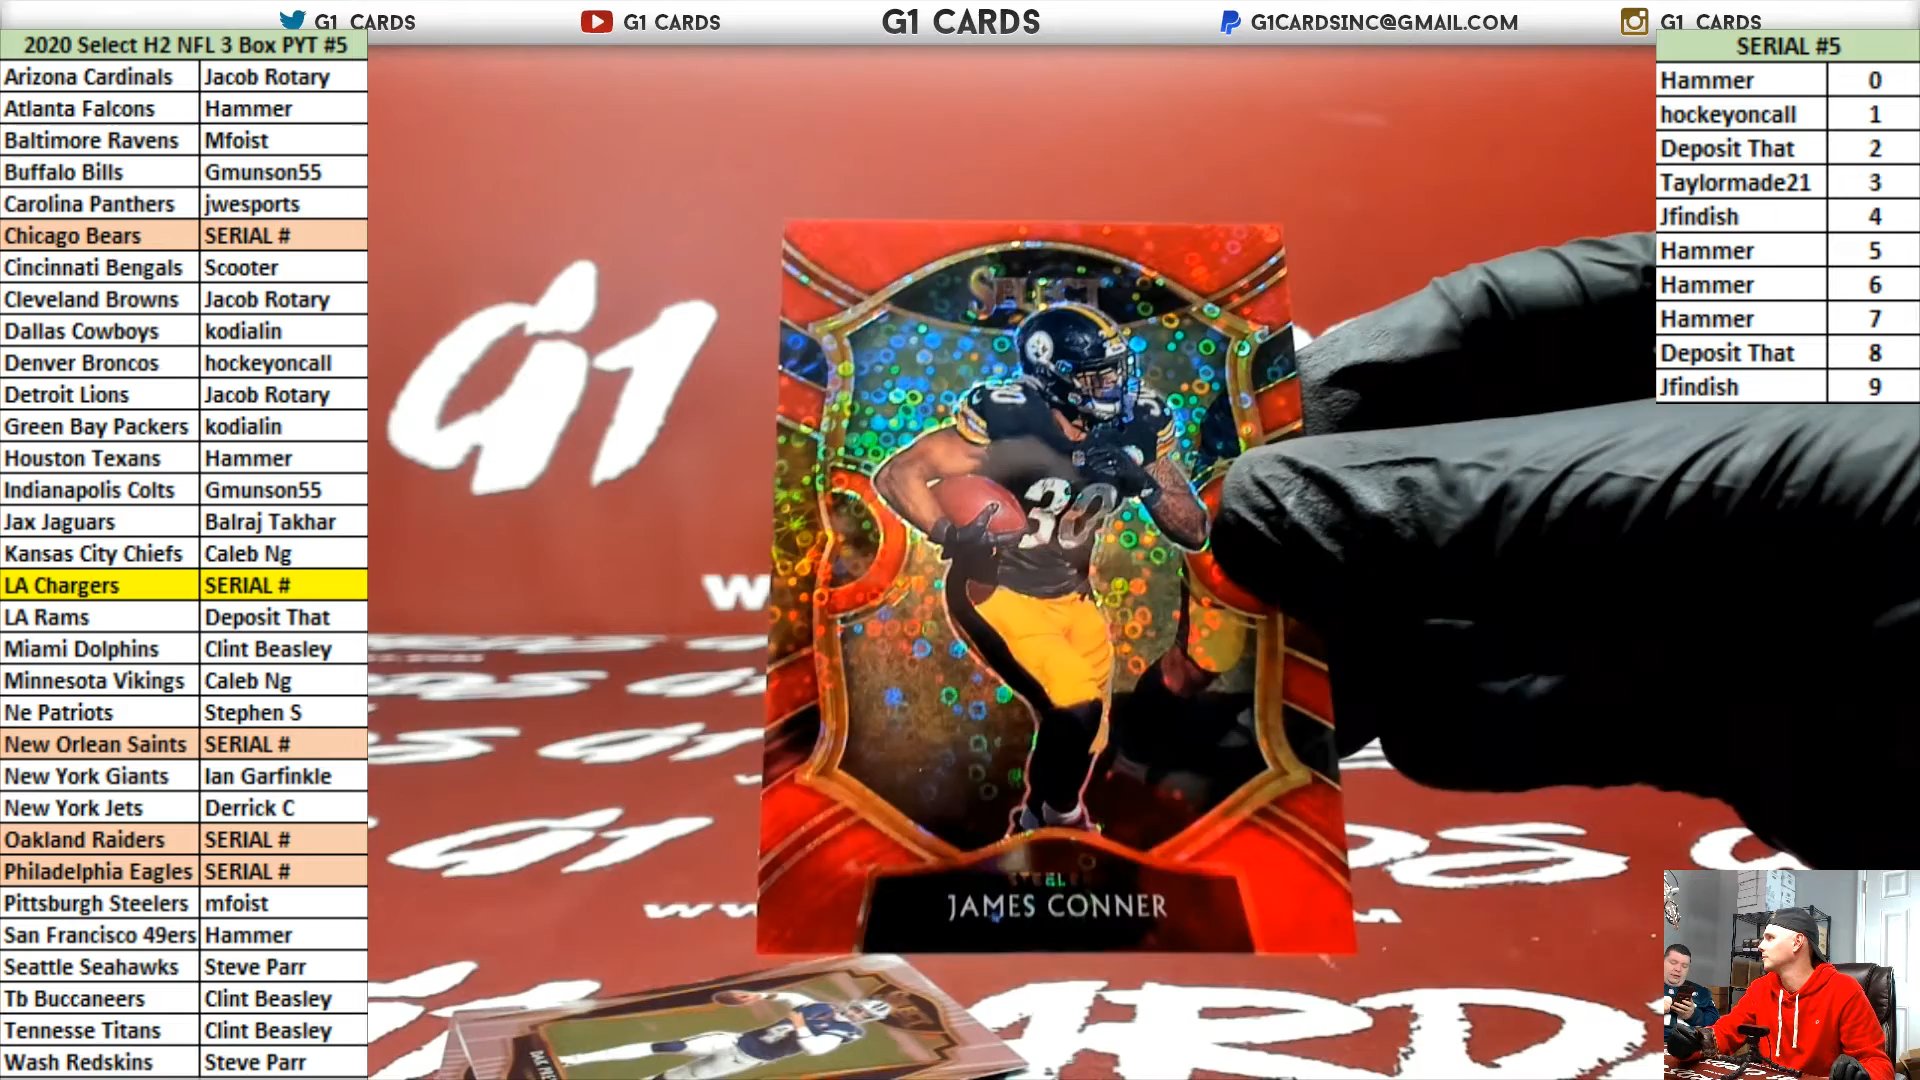 G1 CARDS
G1 CARDS
G1 CARDS
G1CARDSINC@GMAIL.COM
G1_CARDS
2020 Select H2 NFL 3 Box PYT #5
Arizona Cardinals Jacob Rotary
Atlanta Falcons Hammer
Baltimore Ravens Mfoist
Buffalo Bills Gmunson55
Carolina Panthers jwesports
Chicago Bears SERIAL #
Cincinnati Bengals Scooter
Cleveland Browns Jacob Rotary
Dallas Cowboys kodialin
Denver Broncos hockeyoncall
Detroit Lions Jacob Rotary
Green Bay Packers kodialin
Houston Texans Hammer
Indianapolis Colts Gmunson55
Jax Jaguars Balraj Takhar
Kansas City Chiefs Caleb Ng
LA Chargers SERIAL #
LA Rams Deposit That
Miami Dolphins Clint Beasley
Minnesota Vikings Caleb Ng
Ne Patriots Stephen S
New Orlean Saints SERIAL #
New York Giants Ian Garfinkle
New York Jets Derrick C
Oakland Raiders SERIAL #
Philadelphia Eagles SERIAL #
Pittsburgh Steelers mfoist
San Francisco 49ers Hammer
Seattle Seahawks Steve Parr
Tb Buccaneers Clint Beasley
Tennesse Titans Clint Beasley
Wash Redskins Steve Parr
SERIAL #5
Hammer 0
hockeyoncall 1
Deposit That 2
Taylormade21 3
Jfindish 4
Hammer 5
Hammer 6
Hammer 7
Deposit That 8
Jfindish 9
G1
SELECT
30
JAMES CONNER
G1